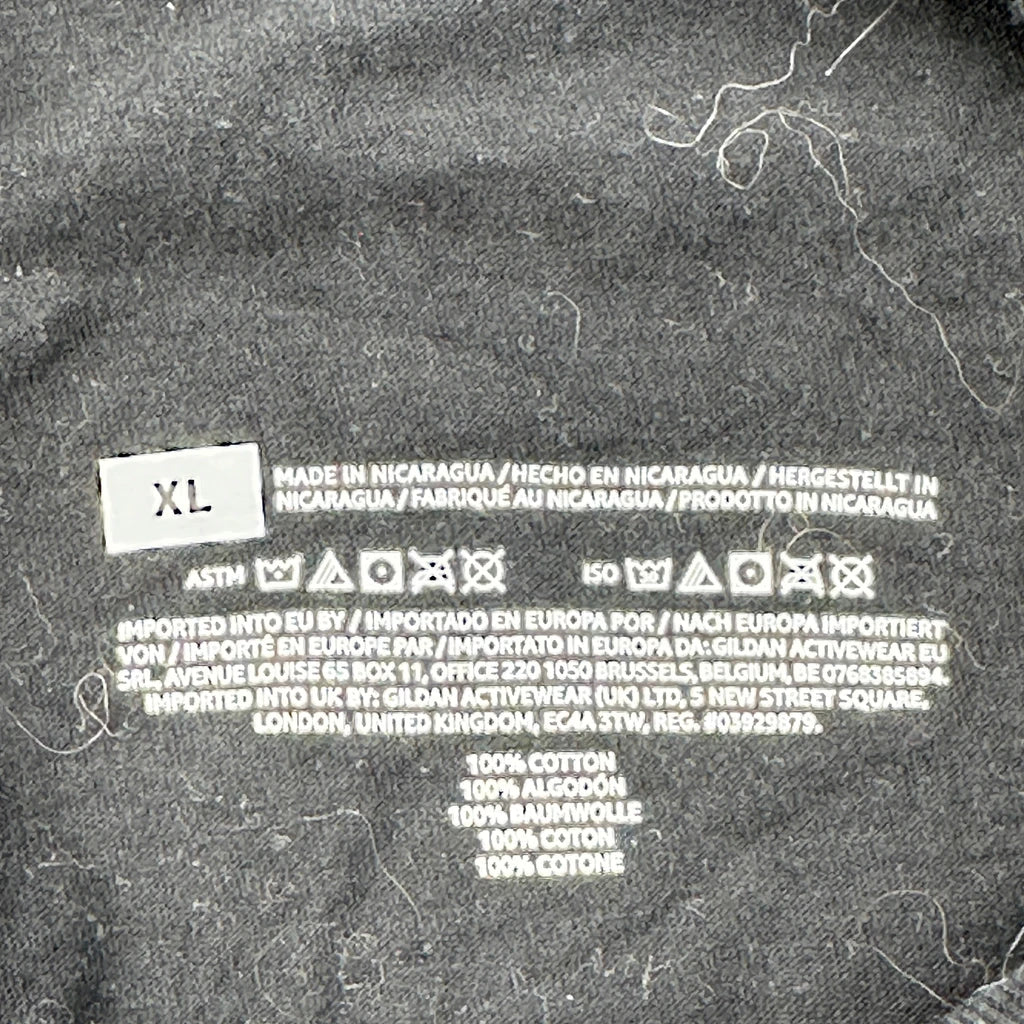 XL
MADE IN NICARAGUA / HECHO EN NICARAGUA / HERGESTELLT IN
NICARAGUA / FABRIQUÉ AU NICARAGUA / PRODOTTO IN NICARAGUA
ASTM
ISO
30
IMPORTED INTO EU BY / IMPORTADO EN EUROPA POR / NACH EUROPA IMPORTIERT
VON / IMPORTÉ EN EUROPE PAR / IMPORTATO IN EUROPA DA: GILDAN ACTIVEWEAR EU
SRL, AVENUE LOUISE 65 BOX 11, OFFICE 220 1050 BRUSSELS, BELGIUM, BE 0768385894.
IMPORTED INTO UK BY: GILDAN ACTIVEWEAR (UK) LTD, 5 NEW STREET SQUARE,
LONDON, UNITED KINGDOM, EC4A 3TW, REG. #03929879.
100% COTTON
100% ALGODÓN
100% BAUMWOLLE
100% COTON
100% COTONE